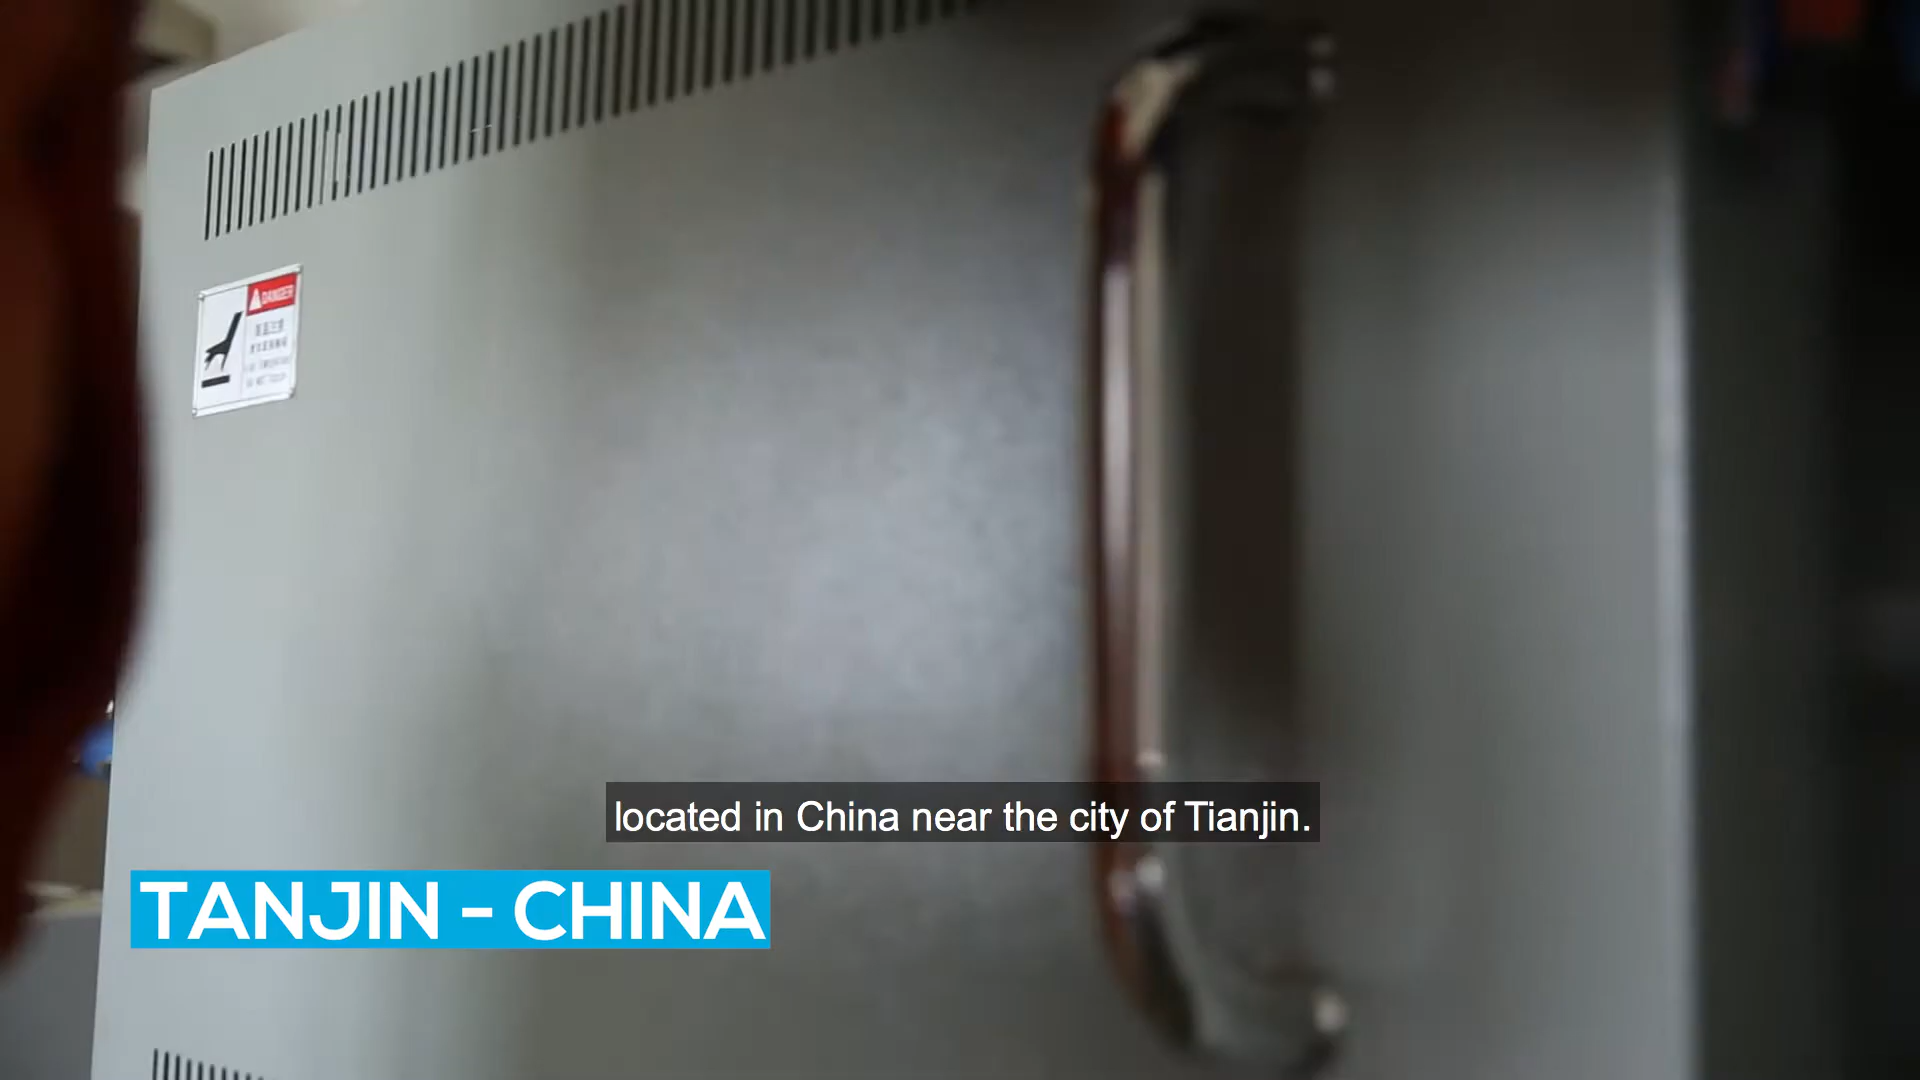 DANGER
located in China near the city of Tianjin.
TANJIN - CHINA